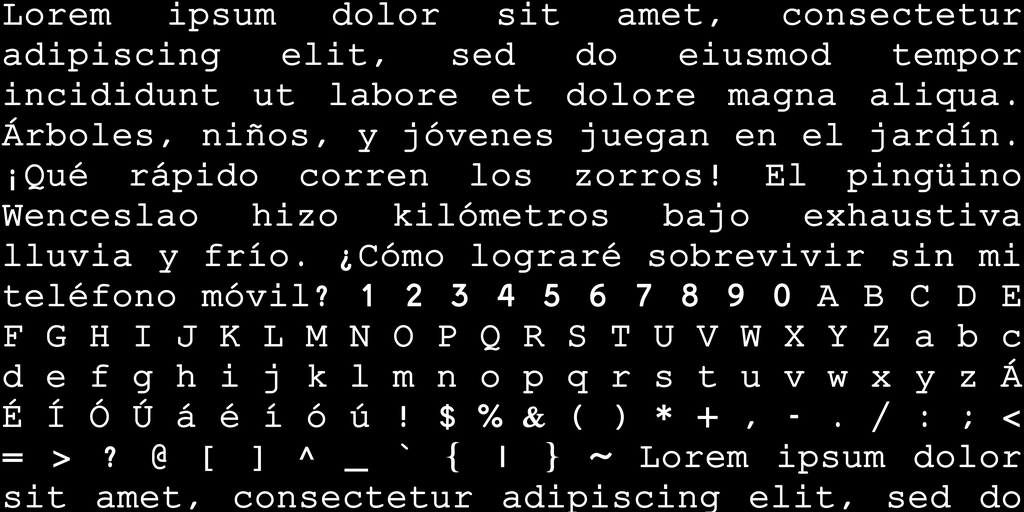 Lorem ipsum dolor sit amet, consectetur
adipiscing elit, sed do eiusmod tempor
incididunt ut labore et dolore magna aliqua.
Árboles, niños, y jóvenes juegan en el jardín.
¡Qué rápido corren los zorros! El pingüino
Wenceslao hizo kilómetros bajo exhaustiva
lluvia y frío. ¿Cómo lograré sobrevivir sin mi
teléfono móvil? 1 2 3 4 5 6 7 8 9 0 A B C D E
F G H I J K L M N O P Q R S T U V W X Y Z a b c
d e f g h i j k l m n o p q r s t u v w x y z Á
É Í Ó Ú á é í ó ú ! $ % & ( ) * + , - . / : ; <
= > ? @ [ ] ^ _ ` { | } ~ Lorem ipsum dolor
sit amet, consectetur adipiscing elit, sed do